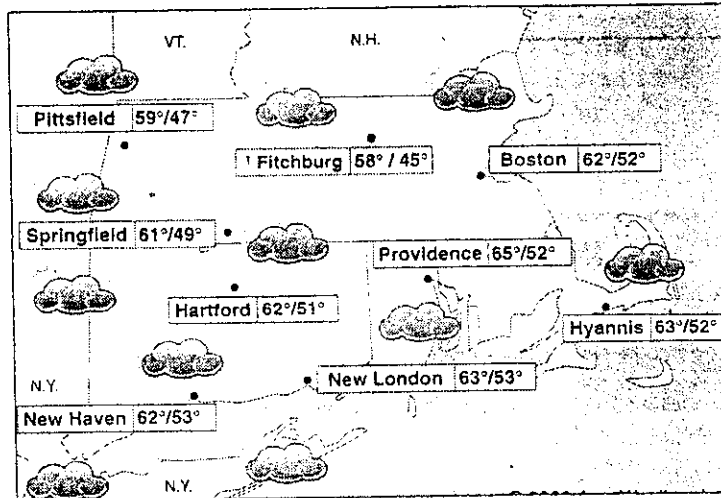 VT.
N.H.
Pittsfield 59°/47°
Fitchburg 58° / 45°
Boston 62°/52°
Springfield 61°/49°
Providence 65°/52°
Hartford 62°/51°
Hyannis 63°/52°
N.Y.
New London 63°/53°
New Haven 62°/53°
N.Y.